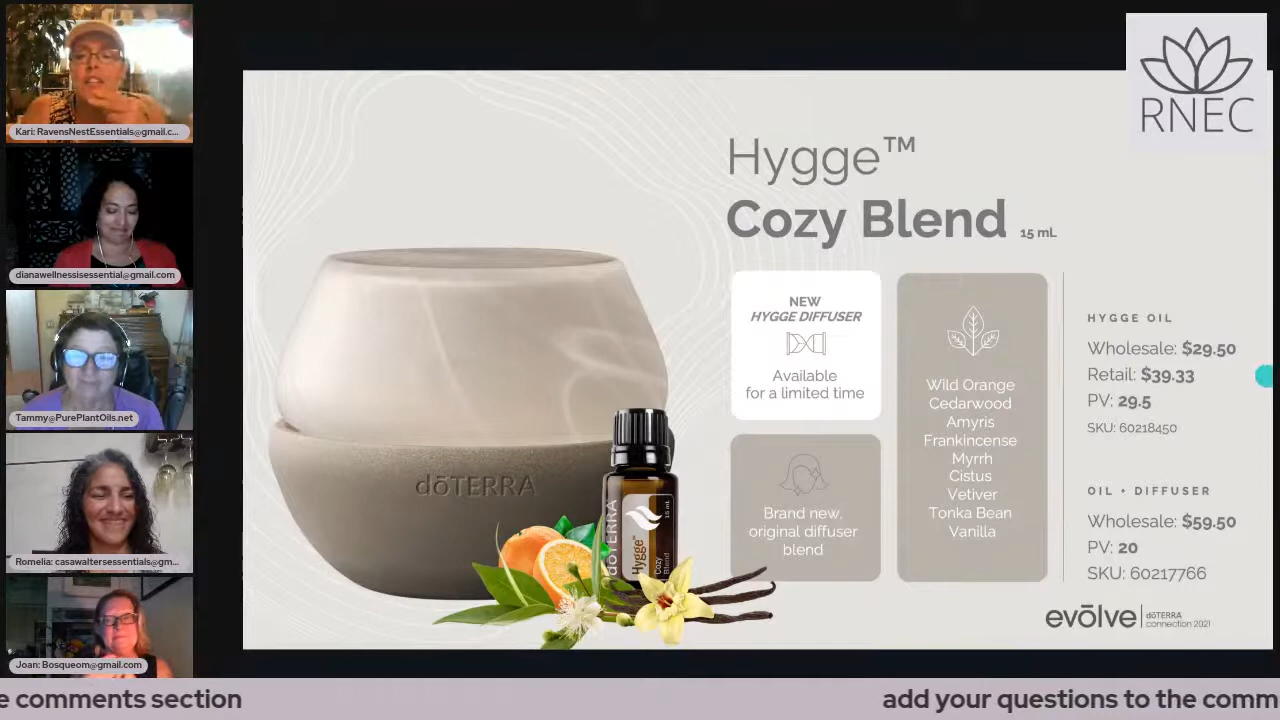 Kari: RavensNestEssentials@gmail.c...
dianawellnessisessential@gmail.com
Tammy@PurePlantOils.net
Romelia: casawaltersessentials@gm...
Joan: Bosqueom@gmail.com
RNEC
Hygge™
Cozy Blend 15 mL
NEW
HYGGE DIFFUSER
Available
for a limited time
Brand new,
original diffuser
blend
Wild Orange
Cedarwood
Amyris
Frankincense
Myrrh
Cistus
Vetiver
Tonka Bean
Vanilla
HYGGE OIL
Wholesale: $29.50
Retail: $39.33
PV: 29.5
SKU: 60218450
OIL + DIFFUSER
Wholesale: $59.50
PV: 20
SKU: 60217766
dōTERRA
dōTERRA
Hygge™
Cozy
Blend
15 mL
evōlve
dōTERRA
connection 2021
e comments section
add your questions to the comm